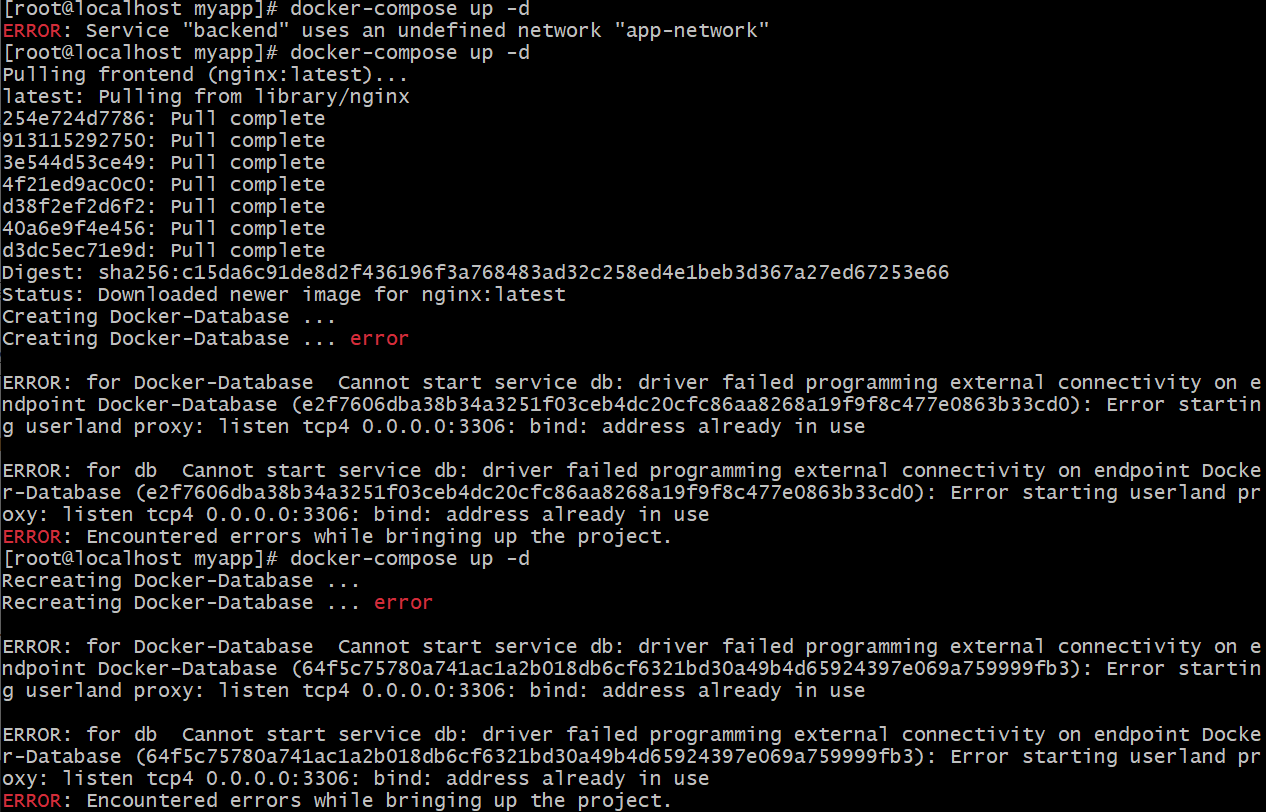 [root@localhost myapp]# docker-compose up -d
ERROR: Service "backend" uses an undefined network "app-network"
[root@localhost myapp]# docker-compose up -d
Pulling frontend (nginx:latest)...
latest: Pulling from library/nginx
254e724d7786: Pull complete
913115292750: Pull complete
3e544d53ce49: Pull complete
4f21ed9ac0c0: Pull complete
d38f2ef2d6f2: Pull complete
40a6e9f4e456: Pull complete
d3dc5ec71e9d: Pull complete
Digest: sha256:c15da6c91de8d2f436196f3a768483ad32c258ed4e1beb3d367a27ed67253e66
Status: Downloaded newer image for nginx:latest
Creating Docker-Database ...
Creating Docker-Database ... error
ERROR: for Docker-Database  Cannot start service db: driver failed programming external connectivity on e
ndpoint Docker-Database (e2f7606dba38b34a3251f03ceb4dc20cfc86aa8268a19f9f8c477e0863b33cd0): Error startin
g userland proxy: listen tcp4 0.0.0.0:3306: bind: address already in use
ERROR: for db  Cannot start service db: driver failed programming external connectivity on endpoint Docke
r-Database (e2f7606dba38b34a3251f03ceb4dc20cfc86aa8268a19f9f8c477e0863b33cd0): Error starting userland pr
oxy: listen tcp4 0.0.0.0:3306: bind: address already in use
ERROR: Encountered errors while bringing up the project.
[root@localhost myapp]# docker-compose up -d
Recreating Docker-Database ...
Recreating Docker-Database ... error
ERROR: for Docker-Database  Cannot start service db: driver failed programming external connectivity on e
ndpoint Docker-Database (64f5c75780a741ac1a2b018db6cf6321bd30a49b4d65924397e069a759999fb3): Error startin
g userland proxy: listen tcp4 0.0.0.0:3306: bind: address already in use
ERROR: for db  Cannot start service db: driver failed programming external connectivity on endpoint Docke
r-Database (64f5c75780a741ac1a2b018db6cf6321bd30a49b4d65924397e069a759999fb3): Error starting userland pr
oxy: listen tcp4 0.0.0.0:3306: bind: address already in use
ERROR: Encountered errors while bringing up the project.